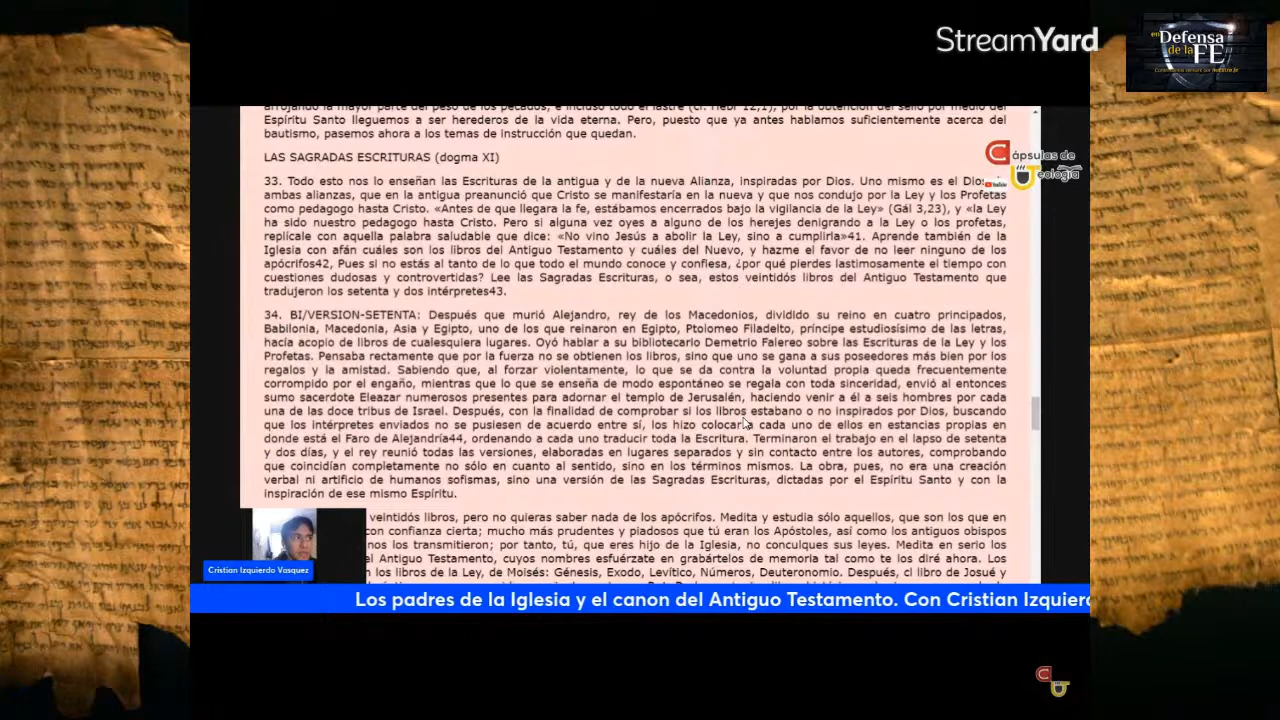 StreamYard
en Defensa
de la FE
arrojando la mayor parte del peso de los pecados, e incluso todo el lastre (cf. Hebr 12,1), por la obtención del sello por medio del
Espíritu Santo lleguemos a ser herederos de la vida eterna. Pero, puesto que ya antes hablamos suficientemente acerca del
bautismo, pasemos ahora a los temas de instrucción que quedan.
Cápsulas de
Teología
YouTube
LAS SAGRADAS ESCRITURAS (dogma XI)
33. Todo esto nos lo enseñan las Escrituras de la antigua y de la nueva Alianza, inspiradas por Dios. Uno mismo es el Dios
ambas alianzas, que en la antigua preanunció que Cristo se manifestaría en la nueva y que nos condujo por la Ley y los Profetas
como pedagogo hasta Cristo. «Antes de que llegara la fe, estábamos encerrados bajo la vigilancia de la Ley» (Gál 3,23), y «la Ley
ha sido nuestro pedagogo hasta Cristo. Pero si alguna vez oyes a alguno de los herejes denigrando a la Ley o los profetas,
replícale con aquella palabra saludable que dice: «No vino Jesús a abolir la Ley, sino a cumplirla»41. Aprende también de la
Iglesia con afán cuáles son los libros del Antiguo Testamento y cuáles del Nuevo, y hazme el favor de no leer ninguno de los
apócrifos42, Pues si no estás al tanto de lo que todo el mundo conoce y confiesa, ¿por qué pierdes lastimosamente el tiempo con
cuestiones dudosas y controvertidas? Lee las Sagradas Escrituras, o sea, estos veintidós libros del Antiguo Testamento que
tradujeron los setenta y dos intérpretes43.
34. BI/VERSION-SETENTA: Después que murió Alejandro, rey de los Macedonios, dividido su reino en cuatro principados,
Babilonia, Macedonia, Asia y Egipto, uno de los que reinaron en Egipto, Ptolomeo Filadelfo, príncipe estudiosísimo de las letras,
hacía acopio de libros de cualesquiera lugares. Oyó hablar a su bibliotecario Demetrio Falereo sobre las Escrituras de la Ley y los
Profetas. Pensaba rectamente que por la fuerza no se obtienen los libros, sino que uno se gana a sus poseedores más bien por los
regalos y la amistad. Sabiendo que, al forzar violentamente, lo que se da contra la voluntad propia queda frecuentemente
corrompido por el engaño, mientras que lo que se enseña de modo espontáneo se regala con toda sinceridad, envió al entonces
sumo sacerdote Eleazar numerosos presentes para adornar el templo de Jerusalén, haciendo venir a él a seis hombres por cada
una de las doce tribus de Israel. Después, con la finalidad de comprobar si los libros estabano o no inspirados por Dios, buscando
que los intérpretes enviados no se pusiesen de acuerdo entre sí, los hizo colocar a cada uno de ellos en estancias propias en
donde está el Faro de Alejandría44, ordenando a cada uno traducir toda la Escritura. Terminaron el trabajo en el lapso de setenta
y dos días, y el rey reunió todas las versiones, elaboradas en lugares separados y sin contacto entre los autores, comprobando
que coincidían completamente no sólo en cuanto al sentido, sino en los términos mismos. La obra, pues, no era una creación
verbal ni artificio de humanos sofismas, sino una versión de las Sagradas Escrituras, dictadas por el Espíritu Santo y con la
inspiración de ese mismo Espíritu.
veintidós libros, pero no quieras saber nada de los apócrifos. Medita y estudia sólo aquellos, que son los que en
con confianza cierta; mucho más prudentes y piadosos que tú eran los Apóstoles, así como los antiguos obispos
nos los transmitieron; por tanto, tú, que eres hijo de la Iglesia, no conculques sus leyes. Medita en serio los
el Antiguo Testamento, cuyos nombres esfuérzate en grabártelos de memoria tal como te los diré ahora. Los
n los libros de la Ley, de Moisés: Génesis, Exodo, Levítico, Números, Deuteronomio. Después, el libro de Josué y
Cristian Izquierdo Vasquez
Los padres de la Iglesia y el canon del Antiguo Testamento. Con Cristian Izquierd